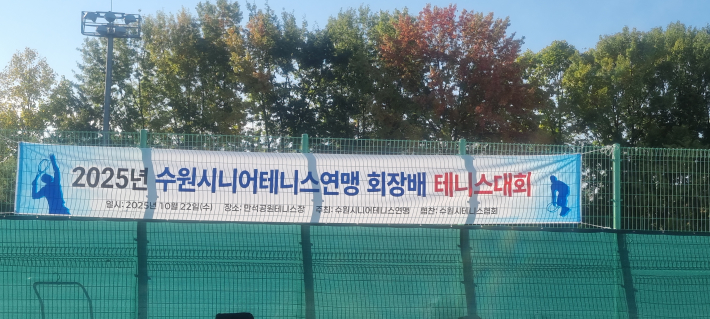 2025년 수원시니어테니스연맹 회장배 테니스대회
일시: 2025년 10월 22일(수) 장소: 만석공원테니스장 주최: 수원시니어테니스연맹 협찬: 수원시테니스협회